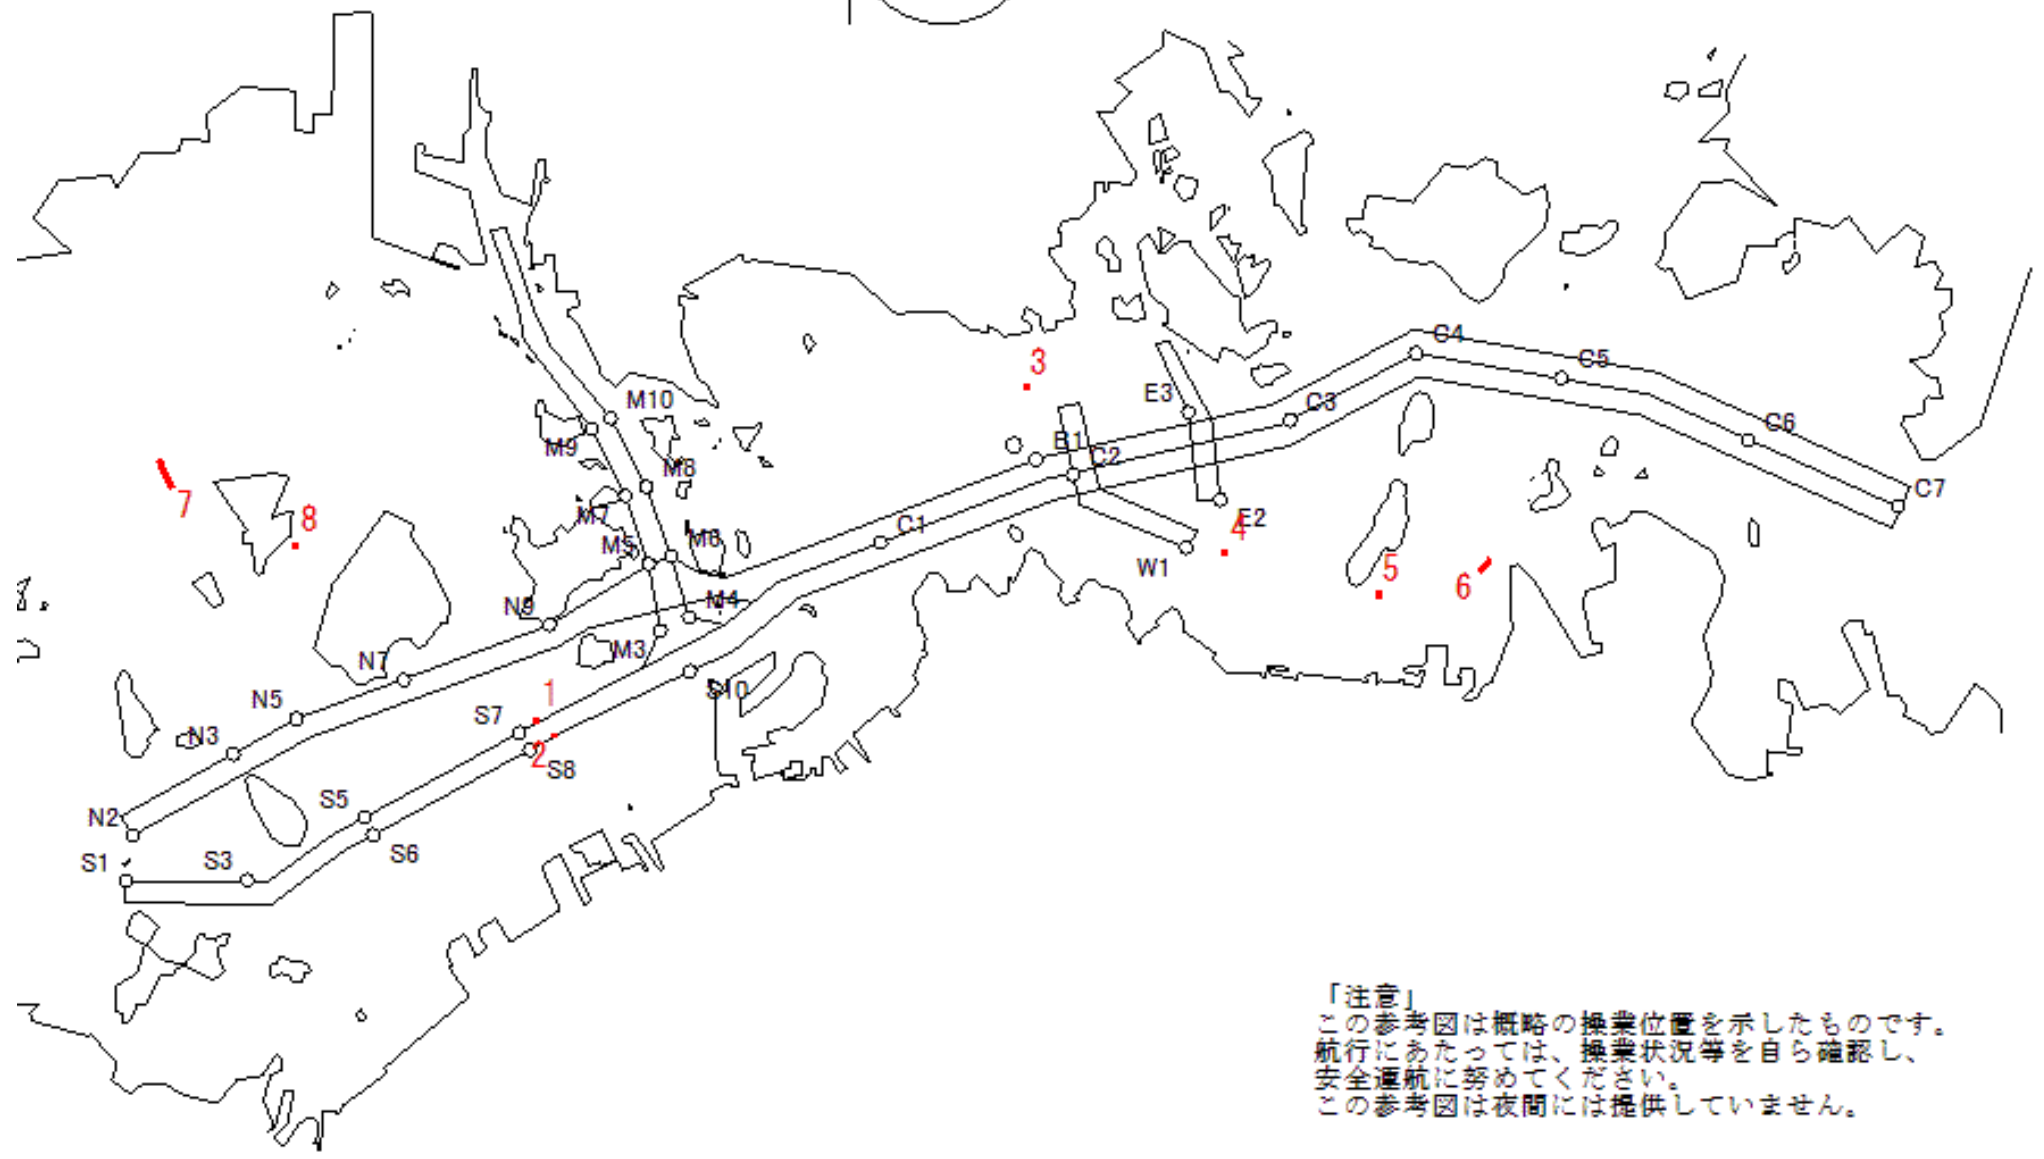 C4
C5
3
M10
E3
C3
C6
M9
B1
C2
M8
7
8
M7
C7
E2
4
C1
M5
M6
W1
5
6
N9
M4
M3
N7
N5
1
S10
S7
N3
2
S8
S5
N2
S6
S1
S3
「注意」
この参考図は概略の操業位置を示したものです。
航行にあたっては、操業状況等を自ら確認し、
安全運航に努めてください。
この参考図は夜間には提供していません。